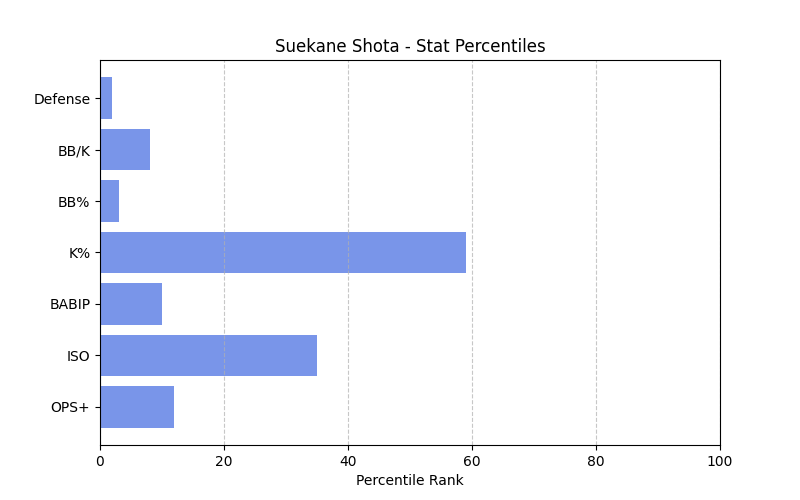 Suekane Shota - Stat Percentiles
Defense
BB/K
BB%
K%
BABIP
ISO
OPS+
0 20 40 60 80 100
Percentile Rank